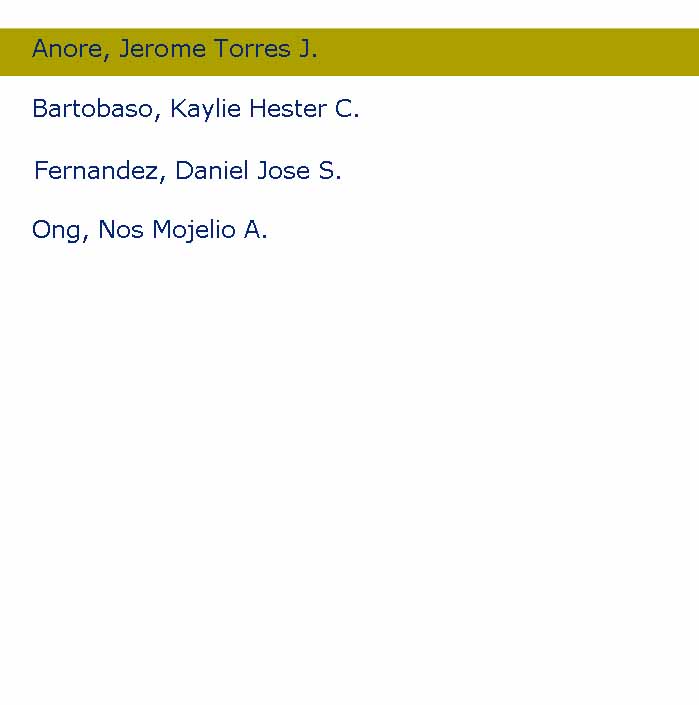 Anore, Jerome Torres J.
Bartobaso, Kaylie Hester C.
Fernandez, Daniel Jose S.
Ong, Nos Mojelio A.